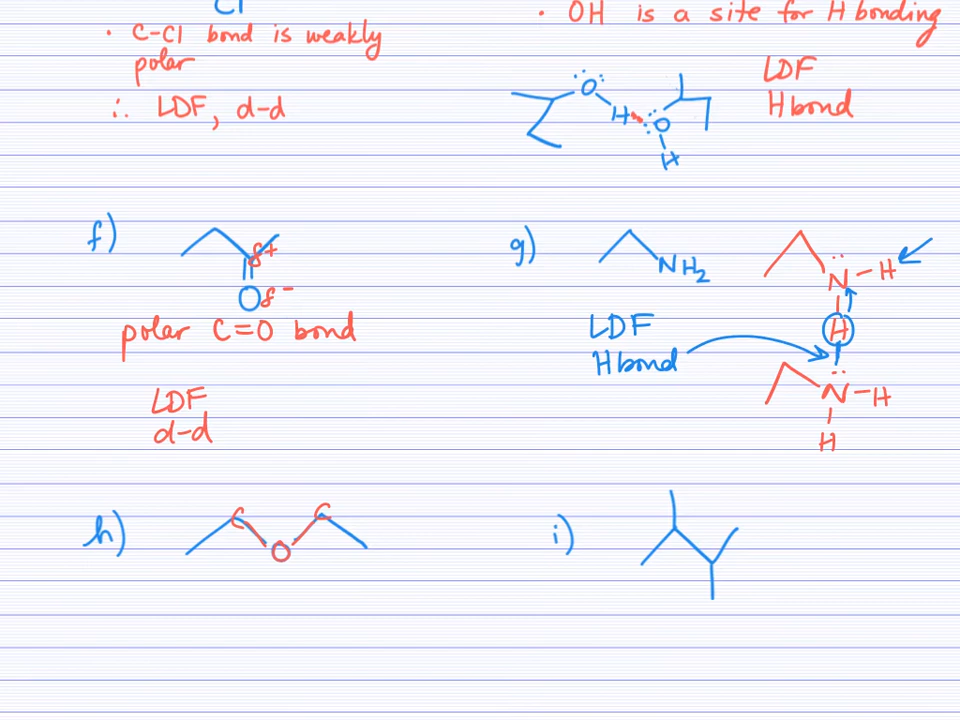 Cl
· C-Cl bond is weakly
polar
∴ LDF, d-d
· OH is a site for H bonding
LDF
H bond
O
H
O
H
f)
δ+
Oδ-
polar C=O bond
LDF
d-d
g)
NH₂
N-H
H
LDF
H bond
N-H
H
h)
C C
O
i)